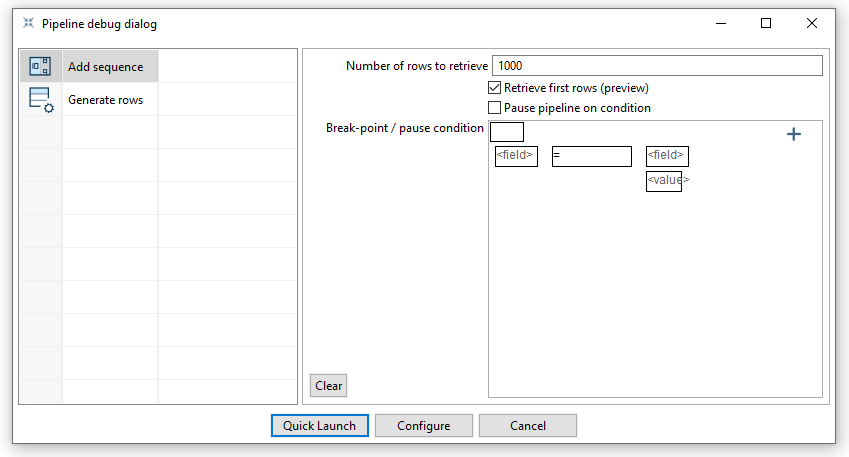 Pipeline debug dialog
Add sequence
Generate rows
Number of rows to retrieve 1000
Retrieve first rows (preview)
Pause pipeline on condition
Break-point / pause condition
<field> = <field>
<value>
Clear
Quick Launch Configure Cancel